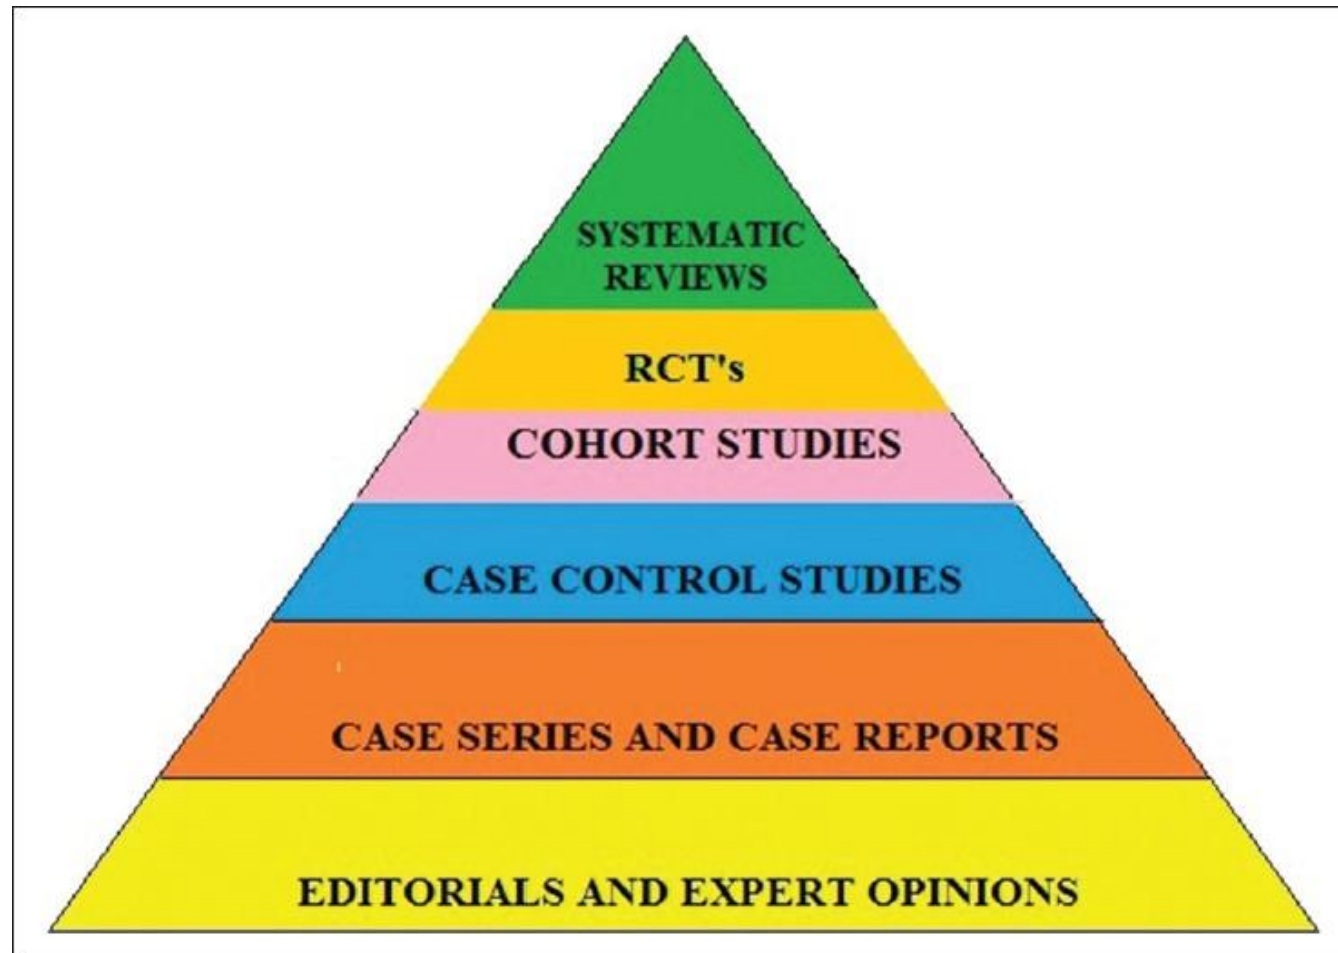 SYSTEMATIC
REVIEWS
RCT's
COHORT STUDIES
CASE CONTROL STUDIES
CASE SERIES AND CASE REPORTS
EDITORIALS AND EXPERT OPINIONS